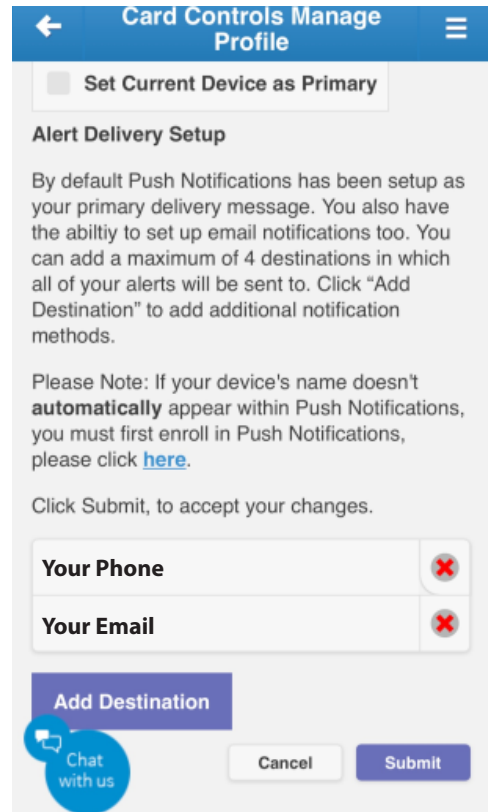 Card Controls Manage
Profile
Set Current Device as Primary
Alert Delivery Setup
By default Push Notifications has been setup as
your primary delivery message. You also have
the abiltiy to set up email notifications too. You
can add a maximum of 4 destinations in which
all of your alerts will be sent to. Click “Add
Destination” to add additional notification
methods.
Please Note: If your device's name doesn't
automatically appear within Push Notifications,
you must first enroll in Push Notifications,
please click here.
Click Submit, to accept your changes.
Your Phone
Your Email
Add Destination
Chat
with us
Cancel
Submit